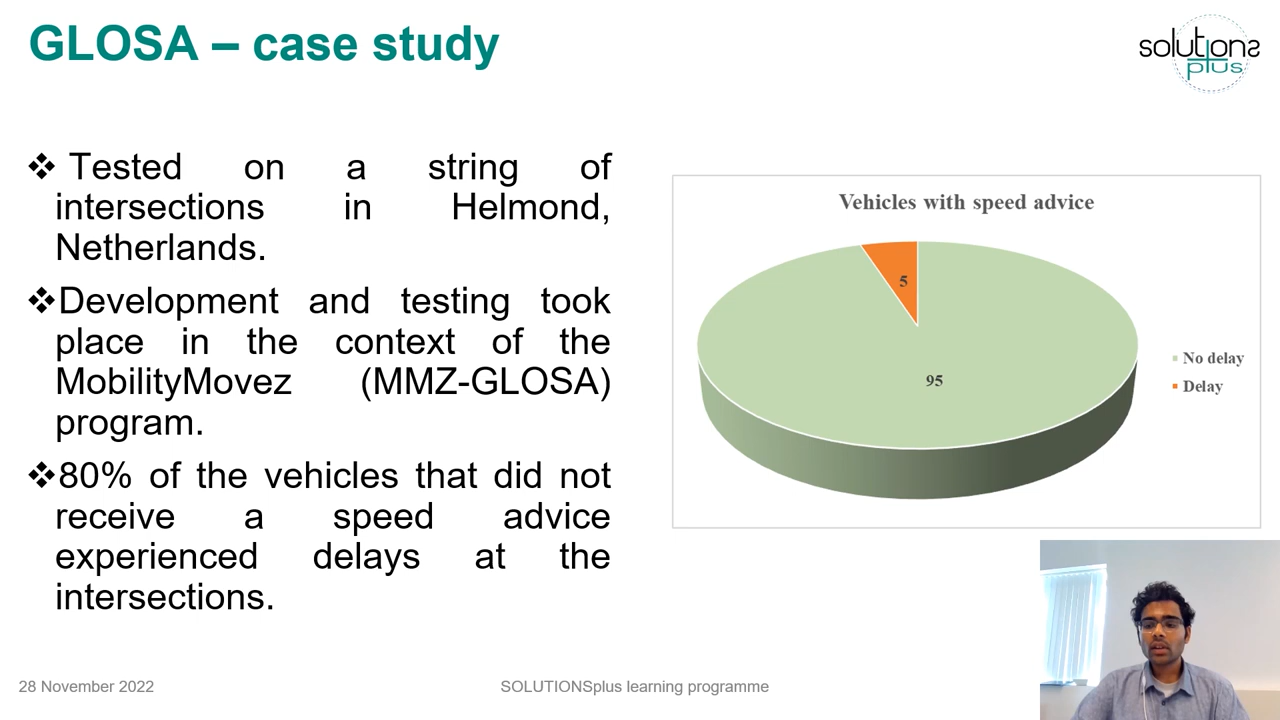 GLOSA – case study
solutions
plus
❖ Tested on a string of
intersections in Helmond,
Netherlands.
❖Development and testing took
place in the context of the
MobilityMovez (MMZ-GLOSA)
program.
❖80% of the vehicles that did not
receive a speed advice
experienced delays at the
intersections.
Vehicles with speed advice
5
95
No delay
Delay
28 November 2022
SOLUTIONSplus learning programme